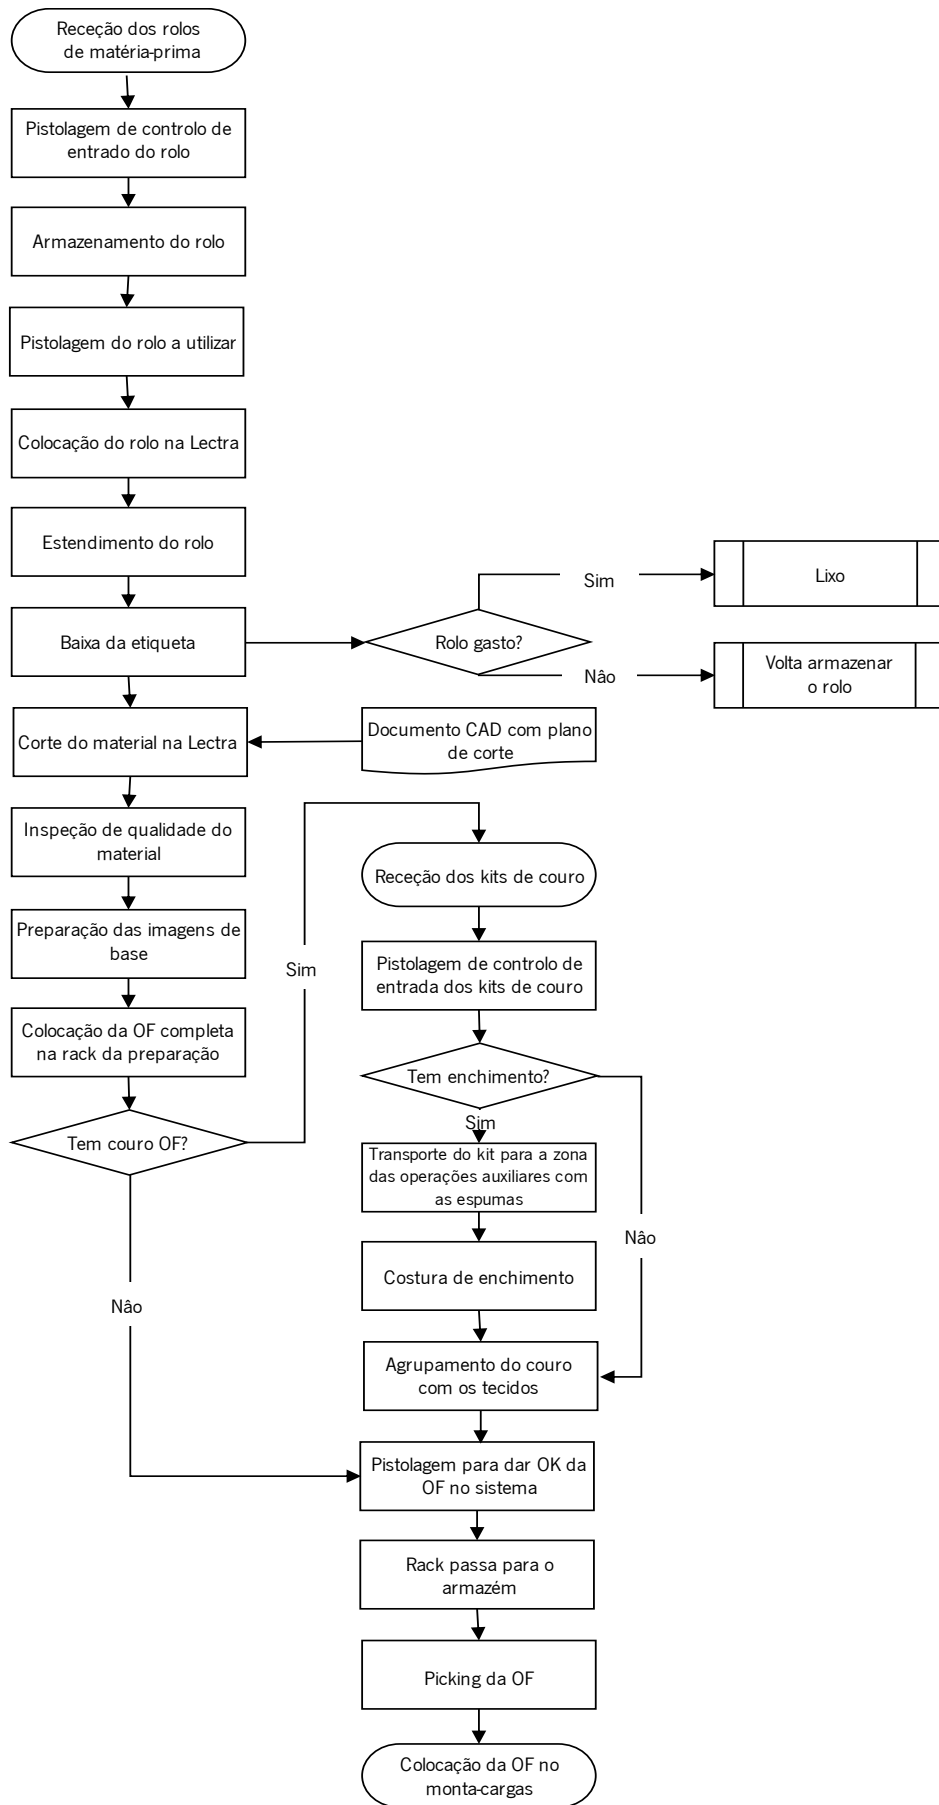 Receção dos rolos
de matéria-prima
Pistolagem de controlo de
entrado do rolo
Armazenamento do rolo
Pistolagem do rolo a utilizar
Colocação do rolo na Lectra
Estendimento do rolo
Baixa da etiqueta
Rolo gasto?
Sim
Lixo
Nâo
Volta armazenar
o rolo
Corte do material na Lectra
Documento CAD com plano
de corte
Inspeção de qualidade do
material
Preparação das imagens de
base
Colocação da OF completa
na rack da preparação
Tem couro OF?
Sim
Nâo
Receção dos kits de couro
Pistolagem de controlo de
entrada dos kits de couro
Tem enchimento?
Sim
Nâo
Transporte do kit para a zona
das operações auxiliares com
as espumas
Costura de enchimento
Agrupamento do couro
com os tecidos
Pistolagem para dar OK da
OF no sistema
Rack passa para o
armazém
Picking da OF
Colocação da OF no
monta-cargas